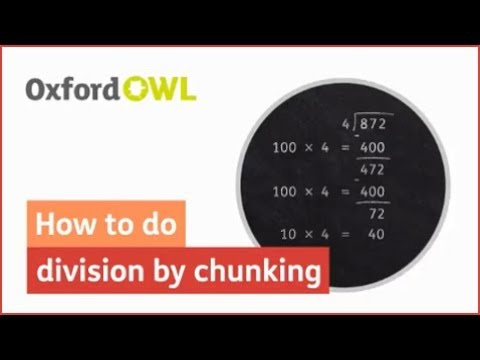 Oxford OWL
4 872
100 × 4 = 400
472
100 × 4 = 400
72
10 × 4 = 40
How to do
division by chunking